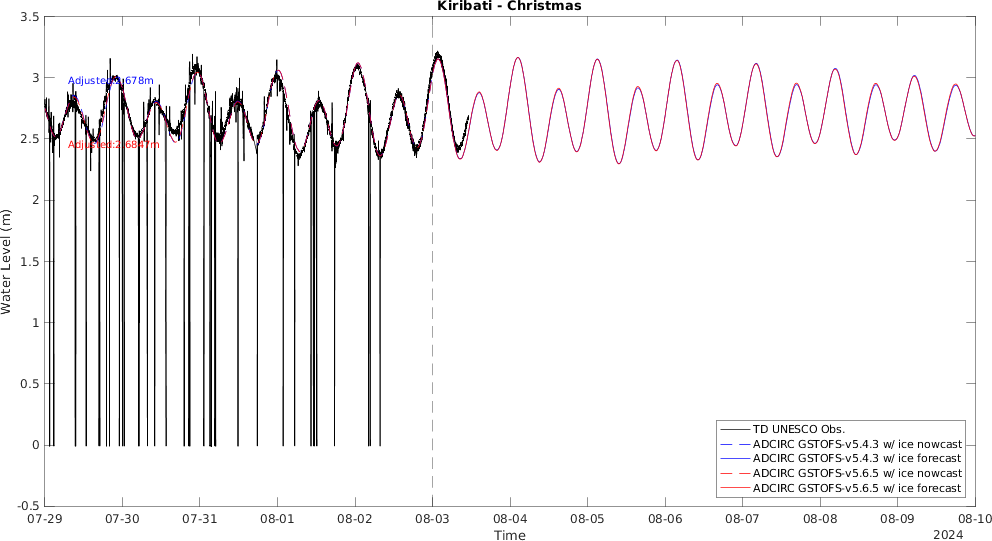 Kiribati - Christmas
3.5
3
2.5
2
1.5
1
0.5
0
-0.5
Water Level (m)
07-29
07-30
07-31
08-01
08-02
08-03
08-04
08-05
08-06
08-07
08-08
08-09
08-10
Time
2024
TD UNESCO Obs.
ADCIRC GSTOFS-v5.4.3 w/ ice nowcast
ADCIRC GSTOFS-v5.4.3 w/ ice forecast
ADCIRC GSTOFS-v5.6.5 w/ ice nowcast
ADCIRC GSTOFS-v5.6.5 w/ ice forecast